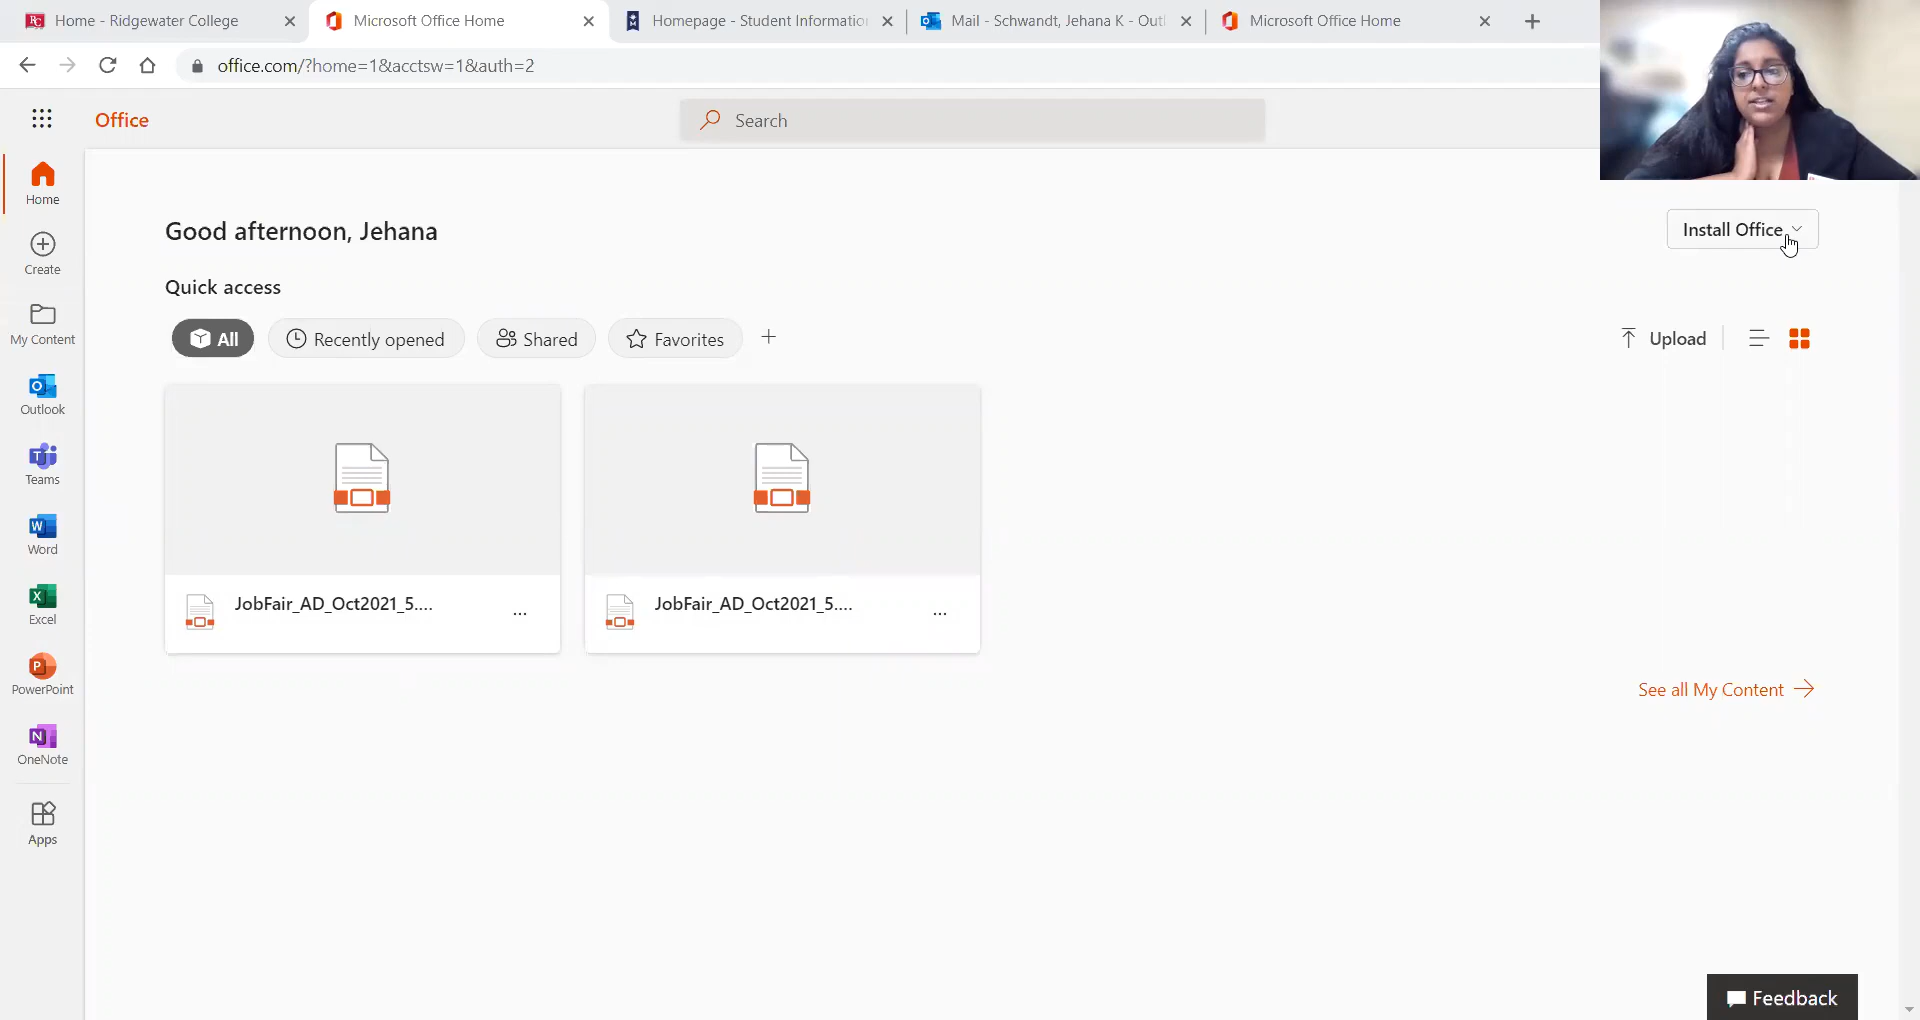 Home - Ridgewater College
Microsoft Office Home
Homepage - Student Informatio
Mail - Schwandt, Jehana K - Outl
Microsoft Office Home
office.com/?home=1&acctsw=1&auth=2
Office
Search
Home
Create
My Content
Outlook
Teams
Word
Excel
PowerPoint
OneNote
Apps
Good afternoon, Jehana
Install Office
Quick access
All
Recently opened
Shared
Favorites
Upload
JobFair_AD_Oct2021_5....
JobFair_AD_Oct2021_5....
See all My Content
Feedback